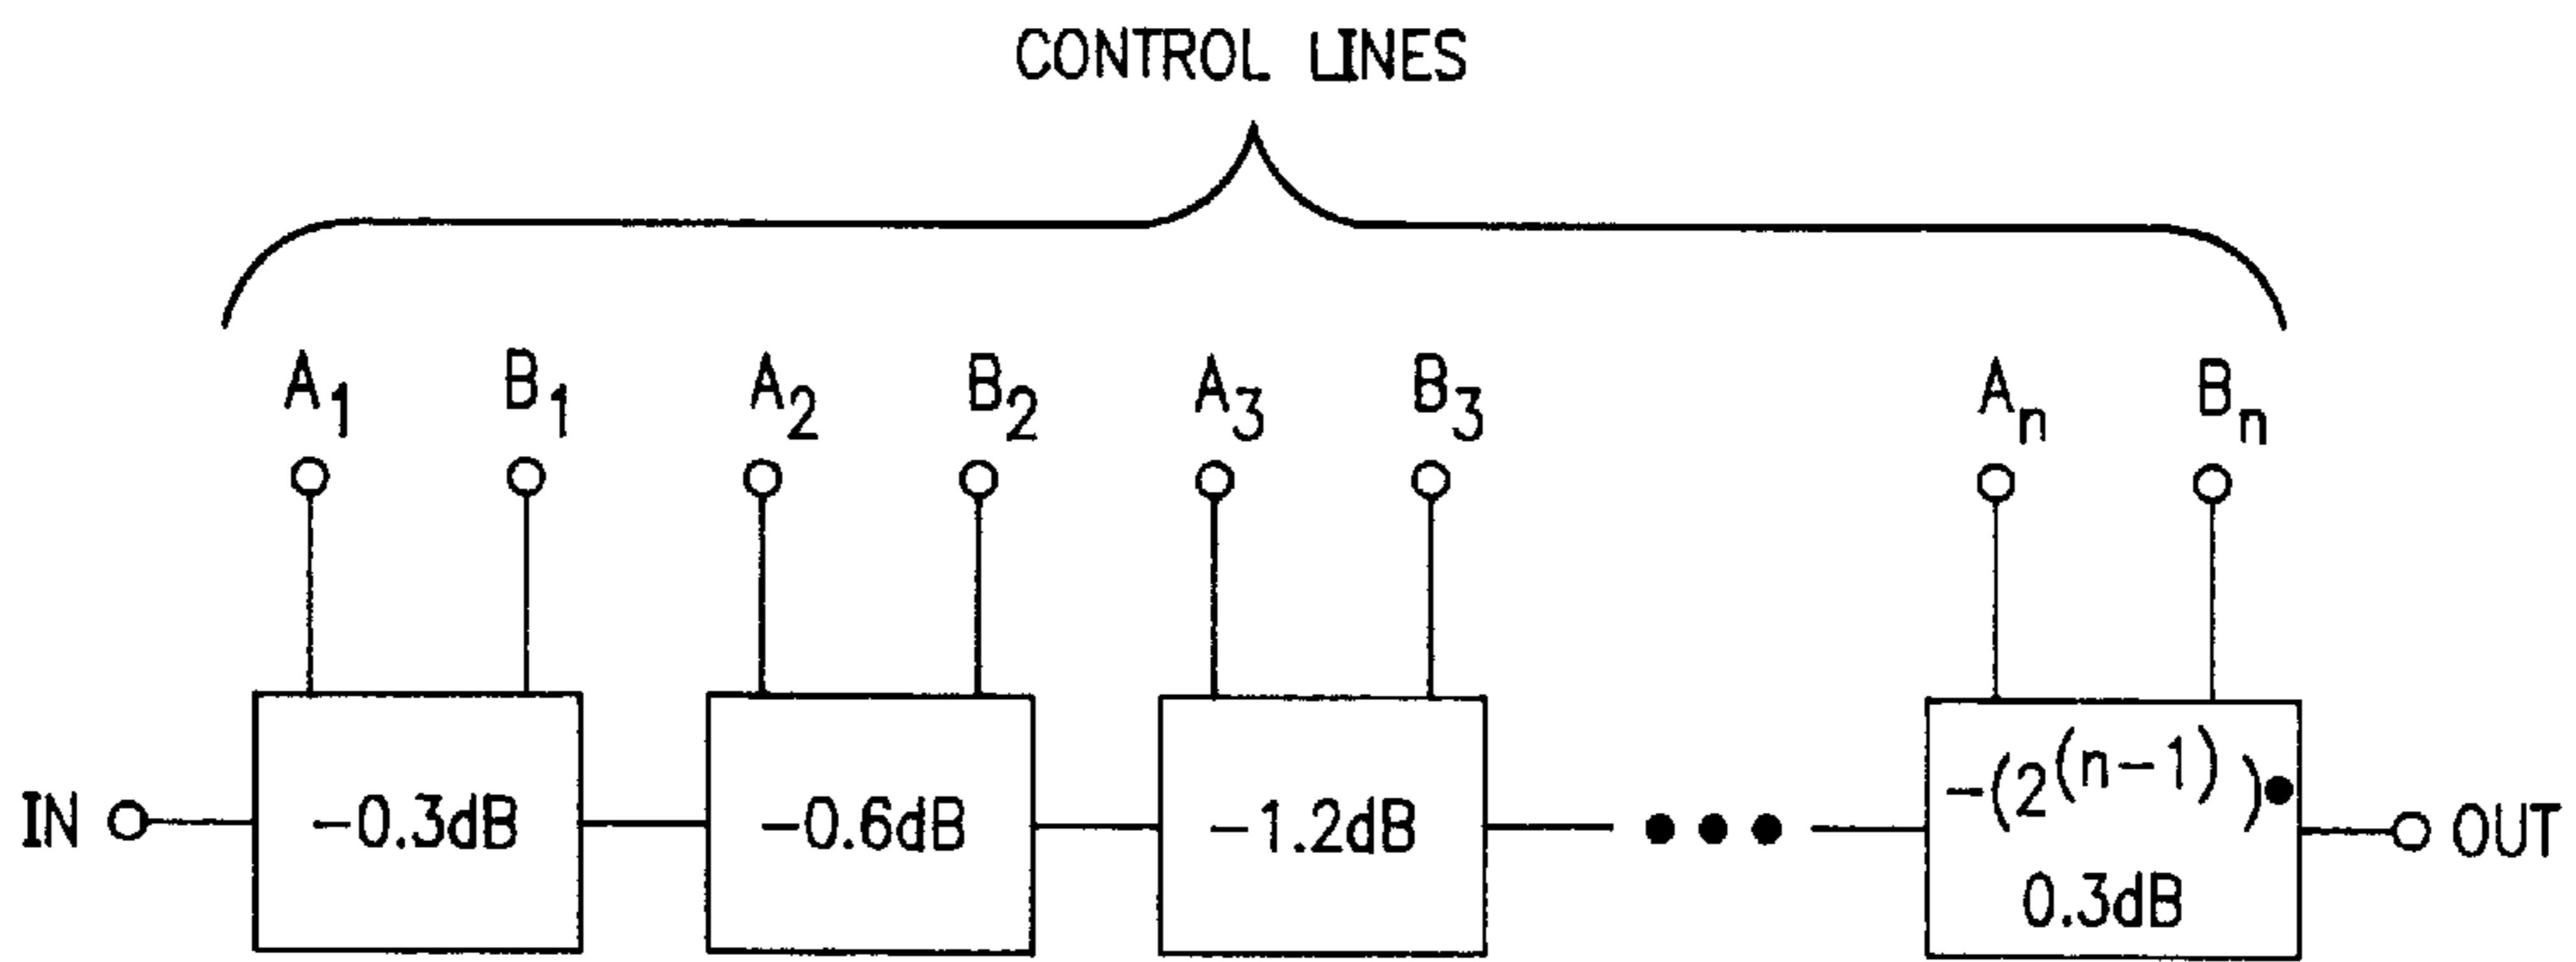 CONTROL LINES
A₁ B₁ A₂ B₂ A₃ B₃ Aₙ Bₙ
IN -0.3dB -0.6dB -1.2dB ••• -(2^(n-1))• OUT
0.3dB